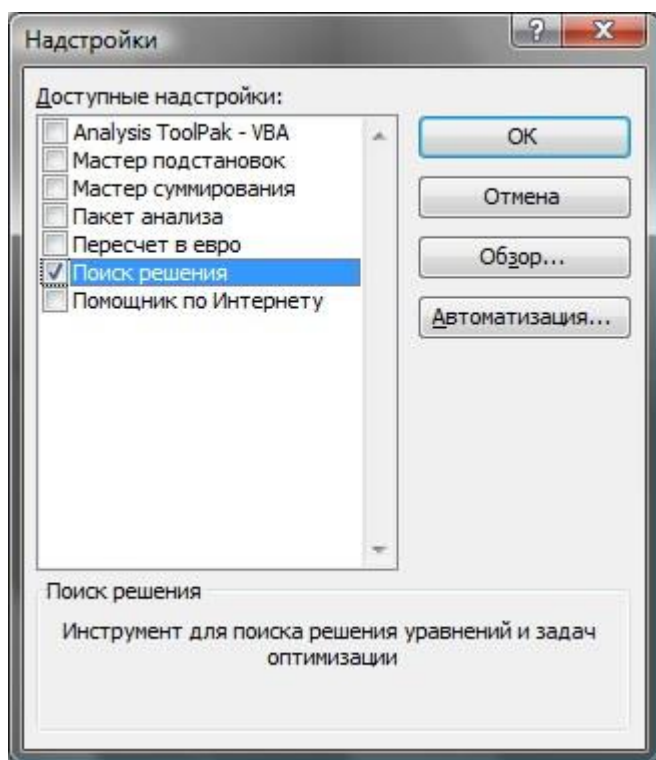 Надстройки
Доступные надстройки:
Analysis ToolPak - VBA
Мастер подстановок
Мастер суммирования
Пакет анализа
Пересчет в евро
Поиск решения
Помощник по Интернету
ОК
Отмена
Обзор...
Автоматизация...
Поиск решения
Инструмент для поиска решения уравнений и задач
оптимизации